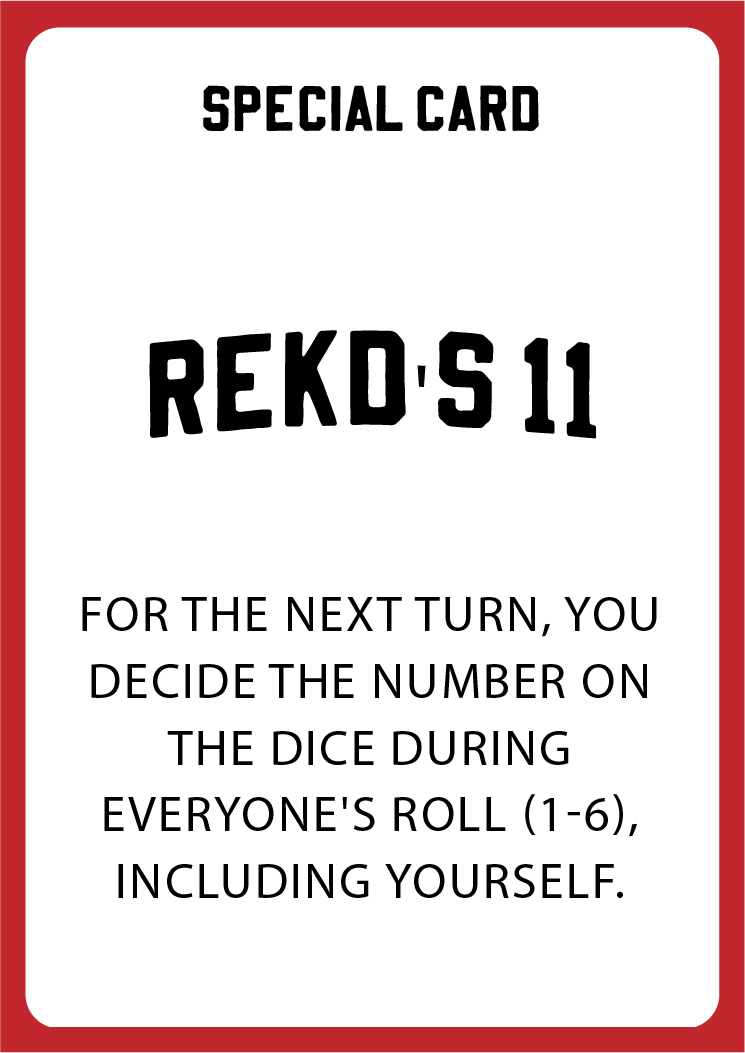 SPECIAL CARD
REKD'S 11
FOR THE NEXT TURN, YOU
DECIDE THE NUMBER ON
THE DICE DURING
EVERYONE'S ROLL (1-6),
INCLUDING YOURSELF.